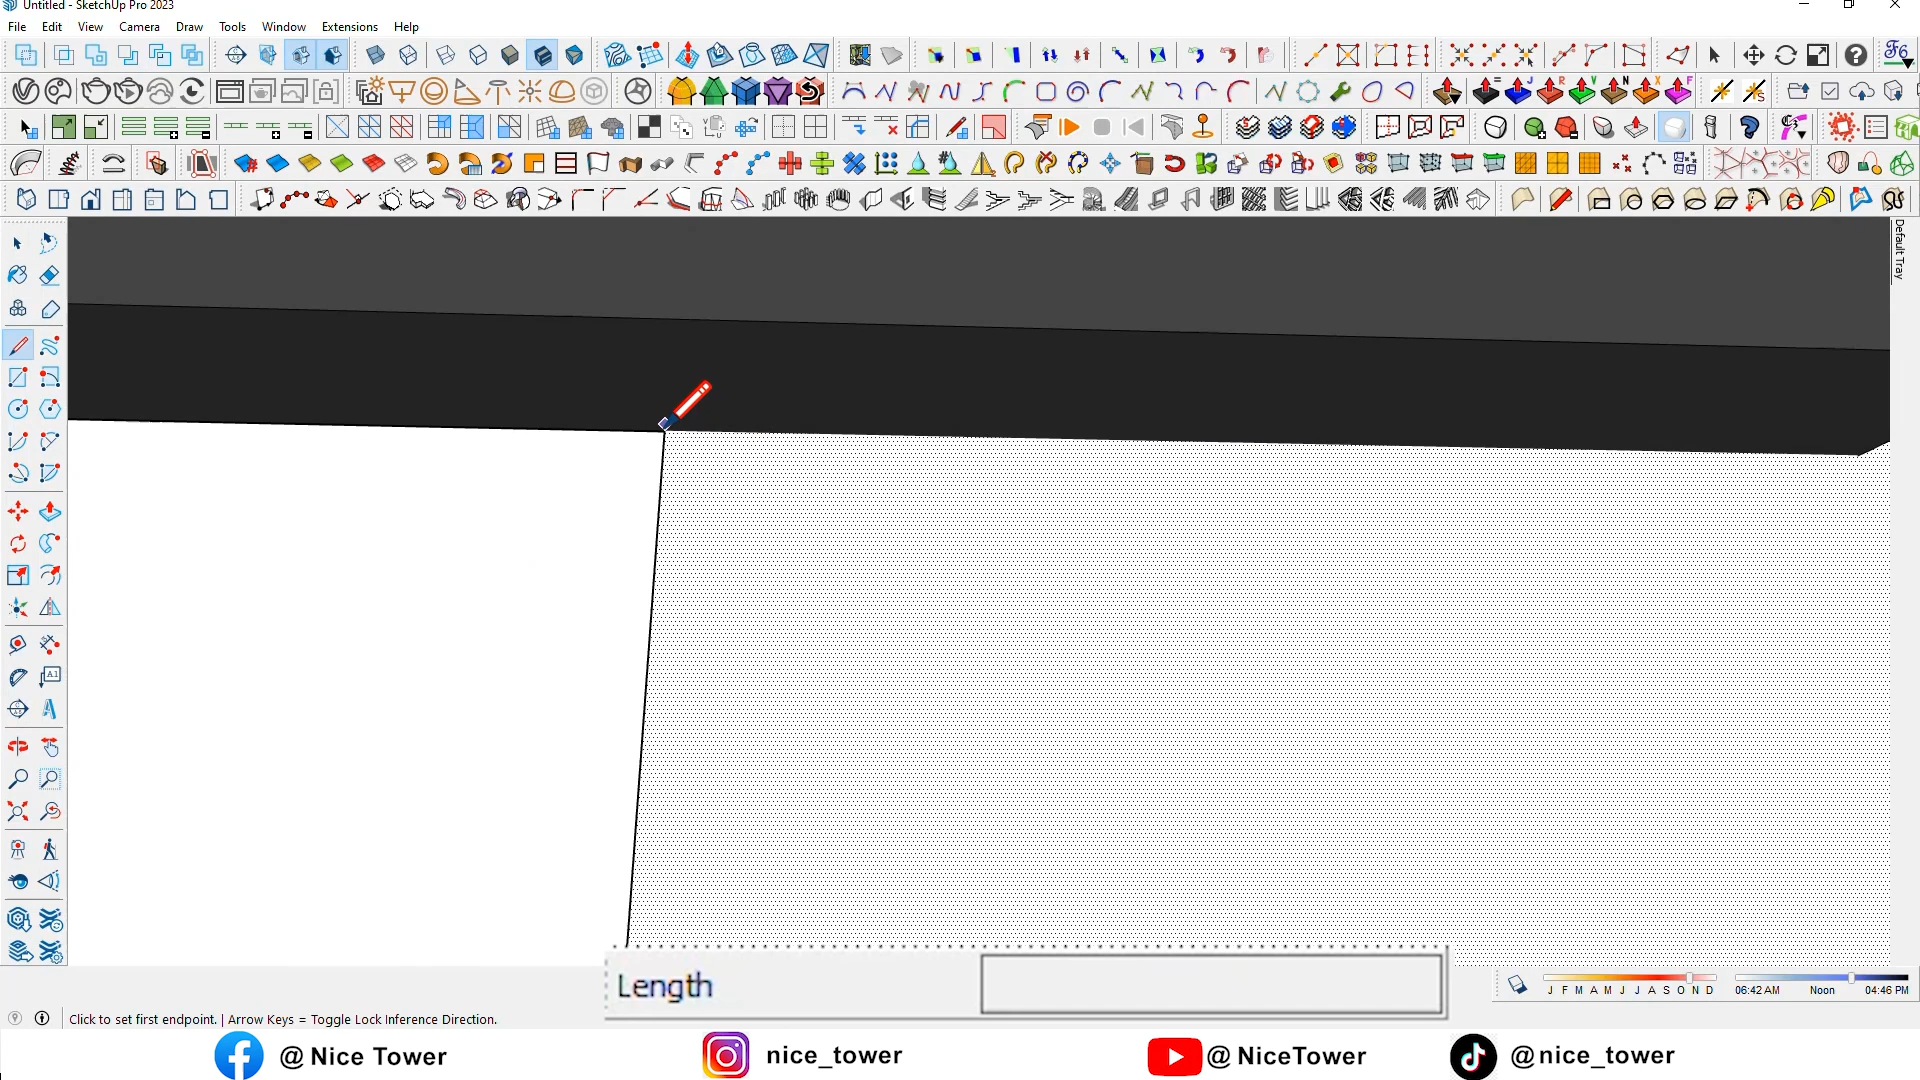 Untitled - SketchUp Pro 2023
File Edit View Camera Draw Tools Window Extensions Help
Default Tray
Length
J F M A M J J A S O N D
06:42 AM Noon 04:46 PM
Click to set first endpoint. | Arrow Keys = Toggle Lock Inference Direction.
@ Nice Tower
nice_tower
@ NiceTower
@nice_tower